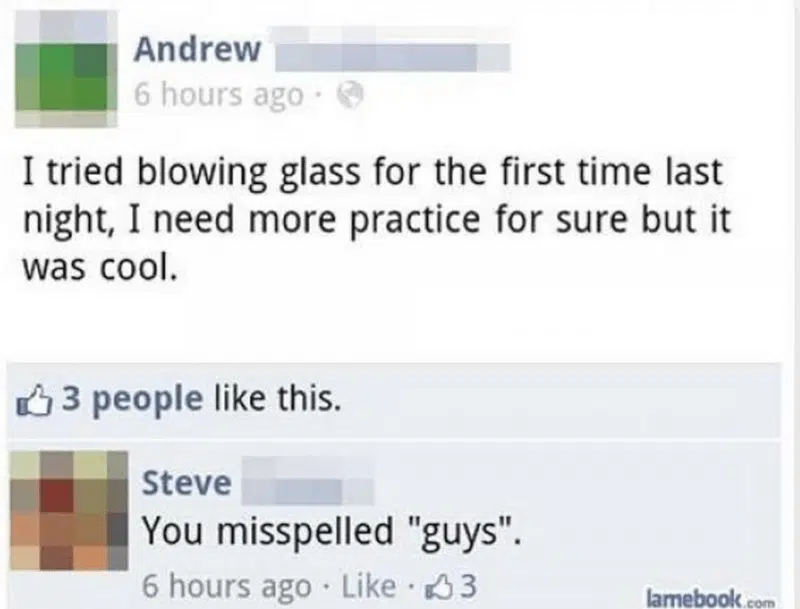 Andrew
6 hours ago ·
I tried blowing glass for the first time last
night, I need more practice for sure but it
was cool.
3 people like this.
Steve
You misspelled "guys".
6 hours ago · Like · 3
lamebook.com